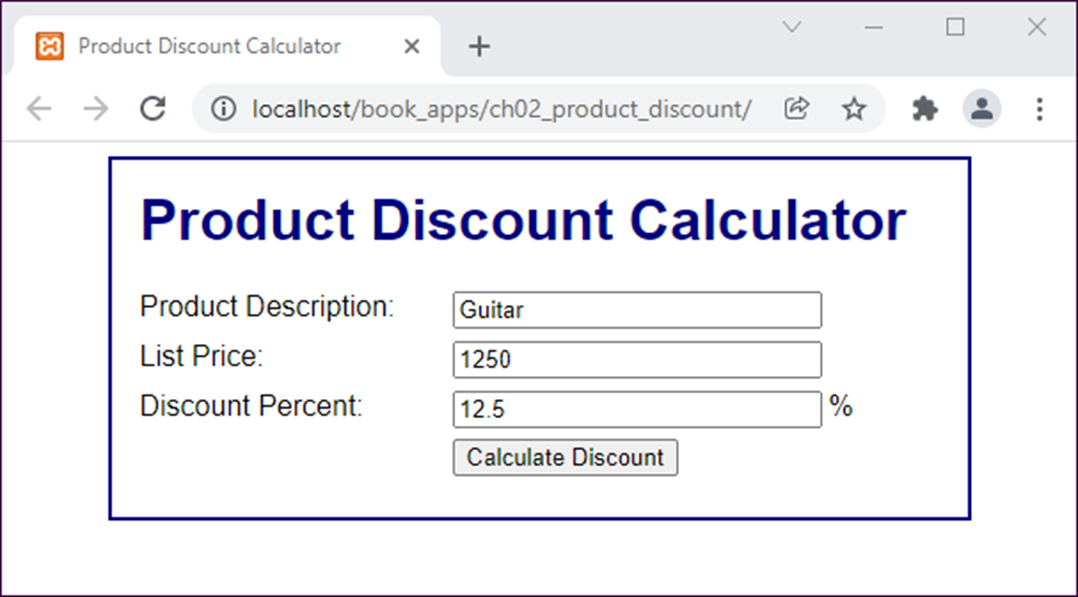 Product Discount Calculator
localhost/book_apps/ch02_product_discount/
Product Discount Calculator
Product Description: Guitar
List Price: 1250
Discount Percent: 12.5 %
Calculate Discount